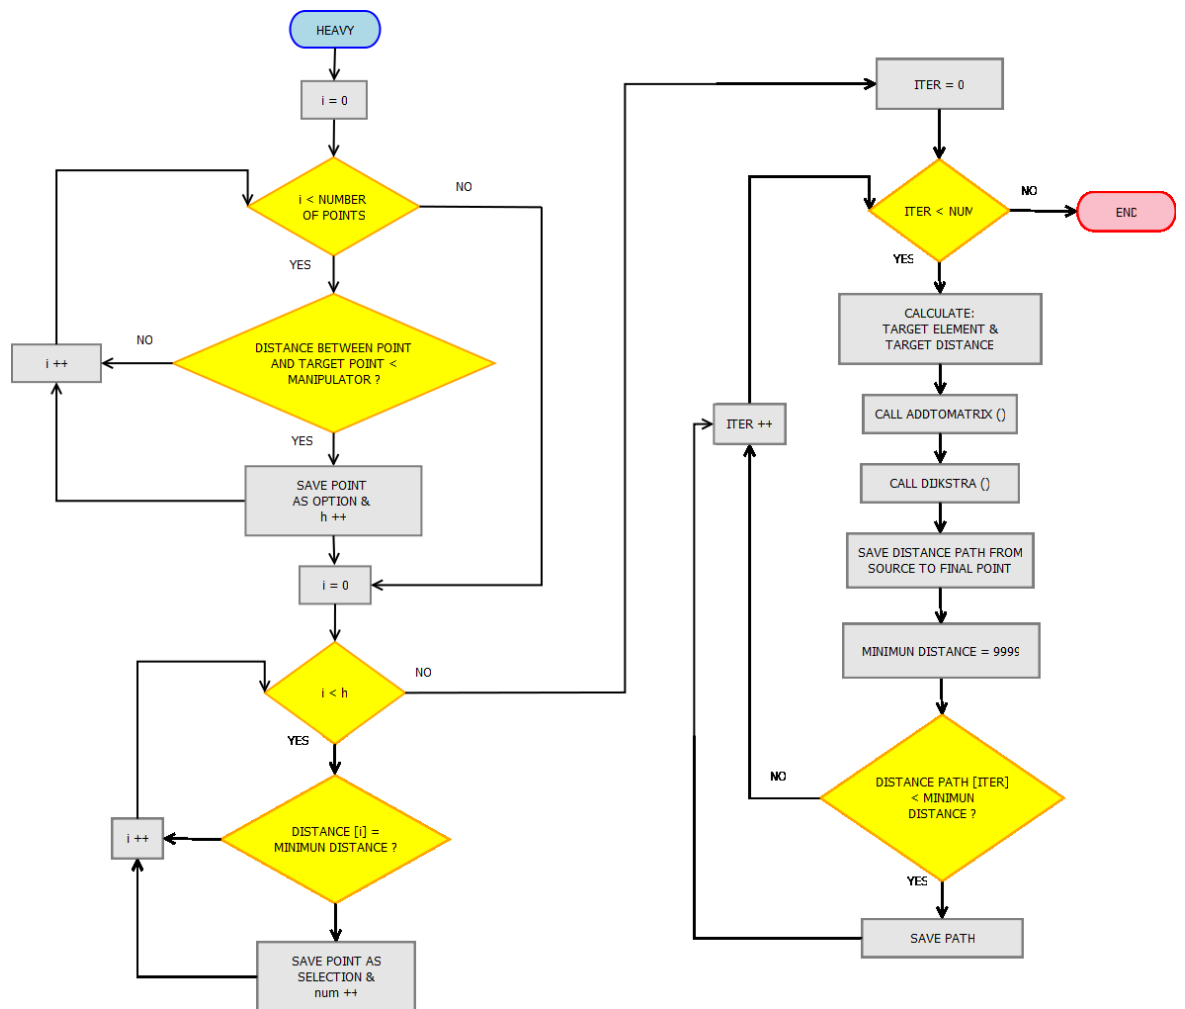 HEAVY
i = 0
i < NUMBER
OF POINTS
NO
YES
DISTANCE BETWEEN POINT
AND TARGET POINT <
MANIPULATOR ?
NO
i ++
YES
SAVE POINT
AS OPTION &
h ++
i = 0
i < h
NO
YES
DISTANCE [i] =
MINIMUN DISTANCE ?
i ++
SAVE POINT AS
SELECTION &
num ++
ITER = 0
ITER < NUM
NO
END
YES
CALCULATE:
TARGET ELEMENT &
TARGET DISTANCE
CALL ADDTOMATRIX ()
ITER ++
CALL DIJKSTRA ()
SAVE DISTANCE PATH FROM
SOURCE TO FINAL POINT
MINIMUN DISTANCE = 9999
DISTANCE PATH [ITER]
< MINIMUN
DISTANCE ?
NO
YES
SAVE PATH